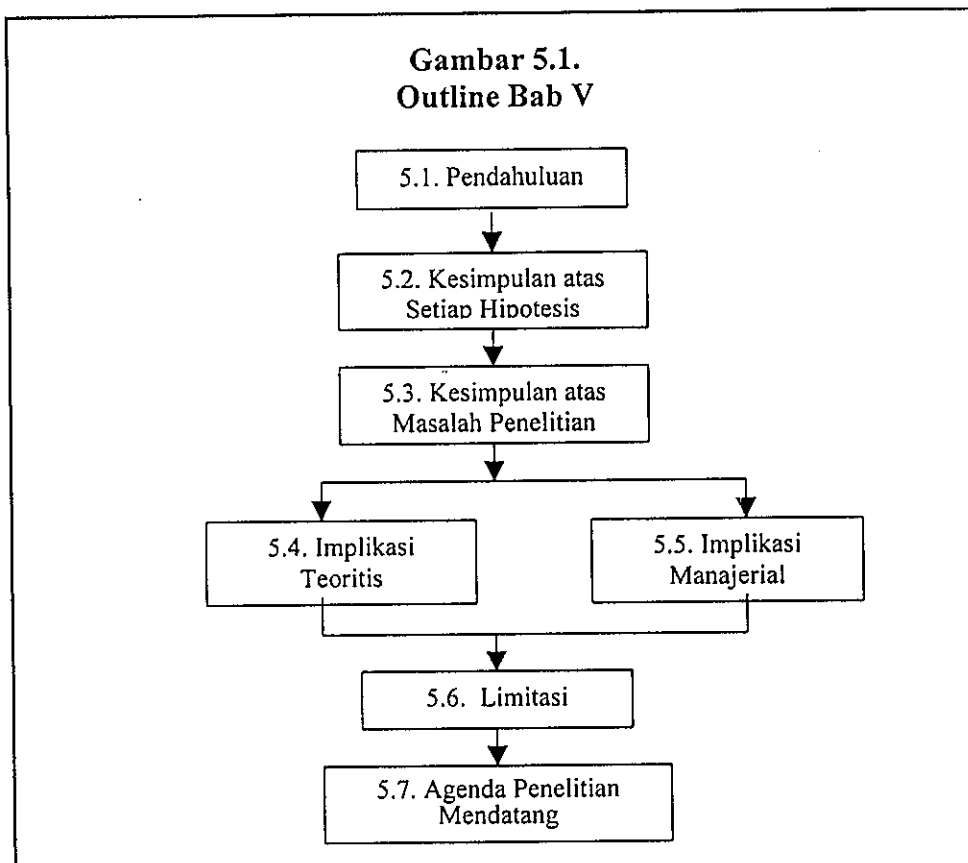 Gambar 5.1.
Outline Bab V
5.1. Pendahuluan
5.2. Kesimpulan atas
Setiap Hipotesis
5.3. Kesimpulan atas
Masalah Penelitian
5.4. Implikasi
Teoritis
5.5. Implikasi
Manajerial
5.6. Limitasi
5.7. Agenda Penelitian
Mendatang